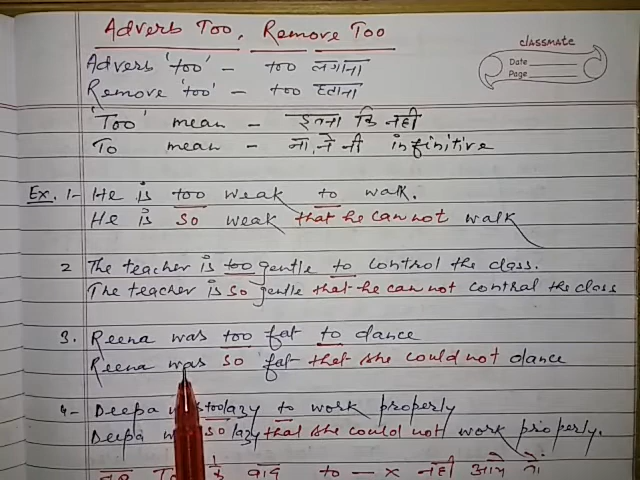 Adverb Too, Remove Too
classmate
Date
Page
Adverb 'too' - too लगाना
Remove 'too' - too हटाना
'Too' mean - इतना कि नहीं
To mean - ना, ने नी infinitive
Ex. 1- He is too weak to walk.
He is so weak that he can not walk
2 The teacher is too gentle to control the class.
The teacher is so gentle that he can not control the class
3. Reena was too fat to dance
Reena was so fat that she could not dance
4- Deepa too lazy to work properly
Deepa so lazy that she could not work properly.
to - x नहीं आये तो